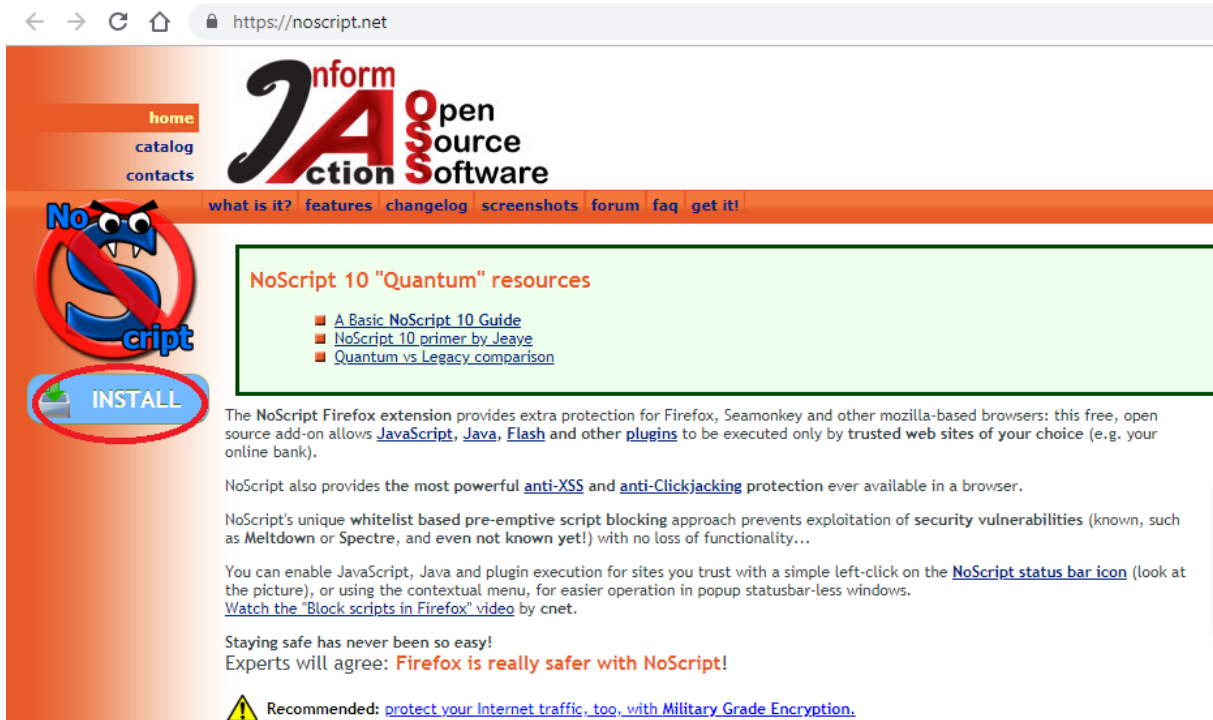 https://noscript.net
Inform
Action
Open
Source
Software
home
catalog
contacts
what is it? features changelog screenshots forum faq get it!
NoScript
INSTALL
NoScript 10 "Quantum" resources
A Basic NoScript 10 Guide
NoScript 10 primer by Jeaye
Quantum vs Legacy comparison
The NoScript Firefox extension provides extra protection for Firefox, Seamonkey and other mozilla-based browsers: this free, open
source add-on allows JavaScript, Java, Flash and other plugins to be executed only by trusted web sites of your choice (e.g. your
online bank).
NoScript also provides the most powerful anti-XSS and anti-Clickjacking protection ever available in a browser.
NoScript's unique whitelist based pre-emptive script blocking approach prevents exploitation of security vulnerabilities (known, such
as Meltdown or Spectre, and even not known yet!) with no loss of functionality...
You can enable JavaScript, Java and plugin execution for sites you trust with a simple left-click on the NoScript status bar icon (look at
the picture), or using the contextual menu, for easier operation in popup statusbar-less windows.
Watch the "Block scripts in Firefox" video by cnet.
Staying safe has never been so easy!
Experts will agree: Firefox is really safer with NoScript!
Recommended: protect your Internet traffic, too, with Military Grade Encryption.